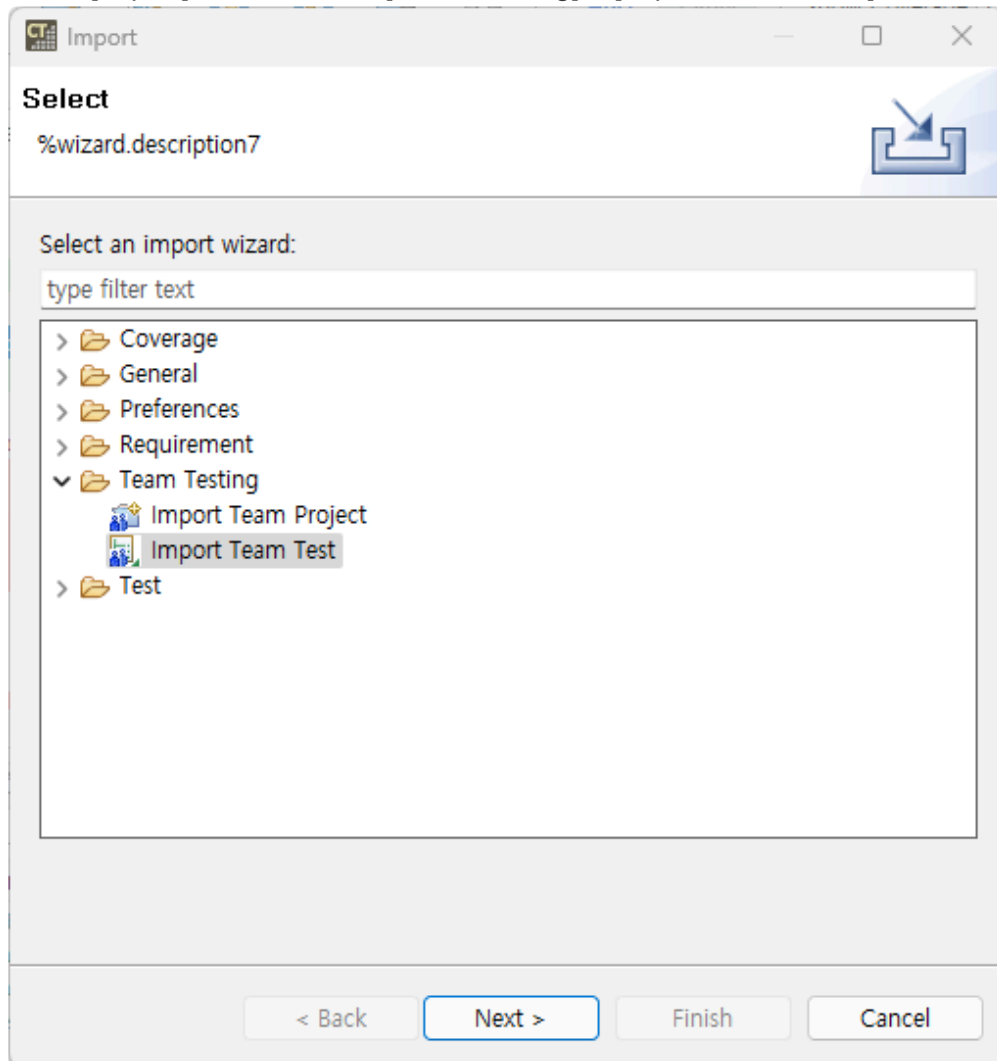 CT
Import
Select
%wizard.description7
Select an import wizard:
type filter text
Coverage
General
Preferences
Requirement
Team Testing
Import Team Project
Import Team Test
Test
< Back Next > Finish Cancel